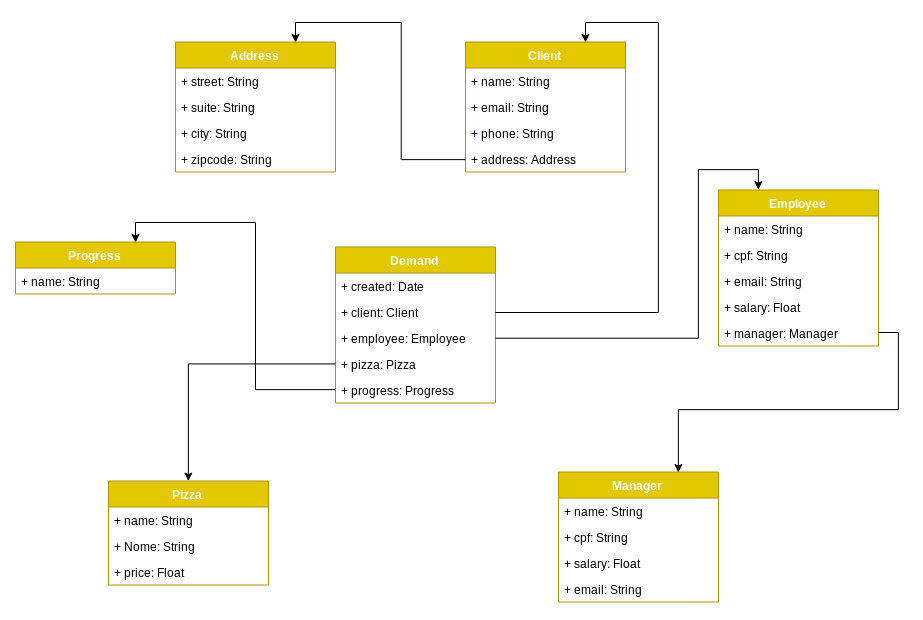 Address
+ street: String
+ suite: String
+ city: String
+ zipcode: String
Client
+ name: String
+ email: String
+ phone: String
+ address: Address
Employee
+ name: String
+ cpf: String
+ email: String
+ salary: Float
+ manager: Manager
Progress
+ name: String
Demand
+ created: Date
+ client: Client
+ employee: Employee
+ pizza: Pizza
+ progress: Progress
Pizza
+ name: String
+ Nome: String
+ price: Float
Manager
+ name: String
+ cpf: String
+ salary: Float
+ email: String